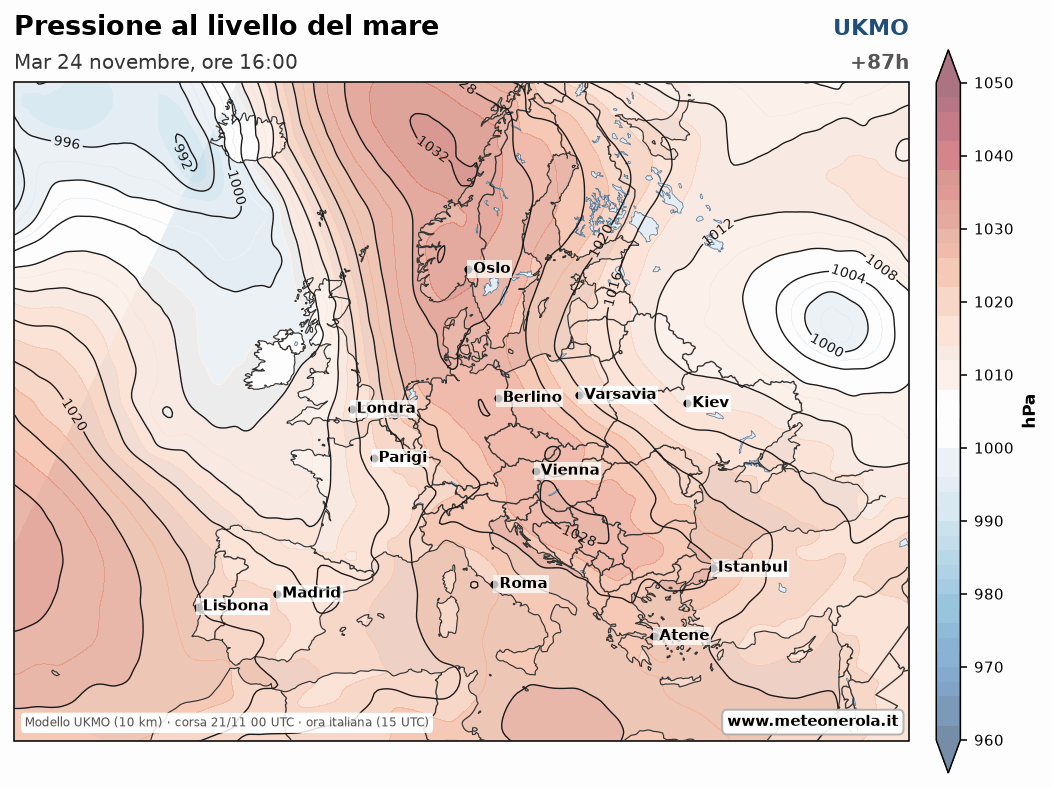 Pressione al livello del mare
UKMO
Mar 24 novembre, ore 16:00
+87h
1050
1040
1030
1020
1010
1000
990
980
970
960
hPa
28
996
992
1000
1032
1012
1020
1016
1008
1004
1000
1020
1028
Oslo
Berlino
Varsavia
Kiev
Londra
Parigi
Vienna
Istanbul
Roma
Madrid
Lisbona
Atene
Modello UKMO (10 km) · corsa 21/11 00 UTC · ora italiana (15 UTC)
www.meteonerola.it